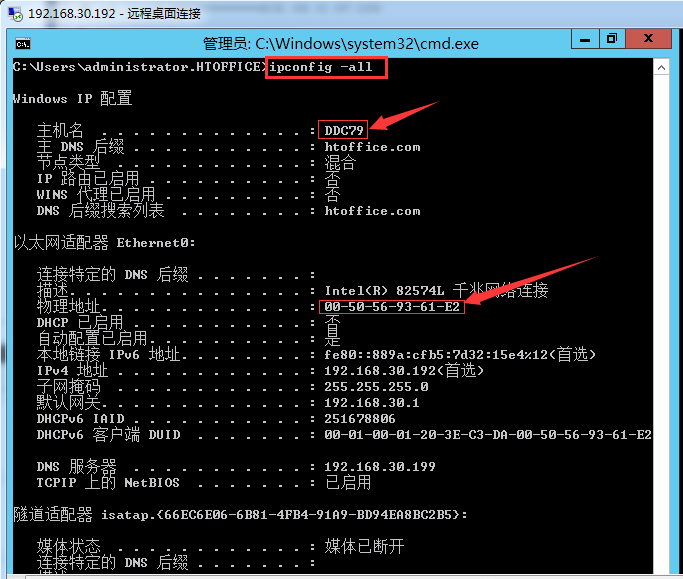 192.168.30.192 - 远程桌面连接
管理员: C:\Windows\system32\cmd.exe
C:\Users\administrator.HTOFFICE>ipconfig -all
Windows IP 配置
主机名 . . . . . . . . . . . . . : DDC79
主 DNS 后缀 . . . . . . . . . . . : htoffice.com
节点类型 . . . . . . . . . . . . : 混合
IP 路由已启用 . . . . . . . . . . : 否
WINS 代理已启用 . . . . . . . . . : 否
DNS 后缀搜索列表 . . . . . . . . : htoffice.com
以太网适配器 Ethernet0:
连接特定的 DNS 后缀 . . . . . . . :
描述. . . . . . . . . . . . . . . : Intel(R) 82574L 千兆网络连接
物理地址. . . . . . . . . . . . . : 00-50-56-93-61-E2
DHCP 已启用 . . . . . . . . . . . : 否
自动配置已启用. . . . . . . . . . : 是
本地链接 IPv6 地址. . . . . . . . : fe80::889a:cfb5:7d32:15e4%12(首选)
IPv4 地址 . . . . . . . . . . . . : 192.168.30.192(首选)
子网掩码 . . . . . . . . . . . . : 255.255.255.0
默认网关. . . . . . . . . . . . . : 192.168.30.1
DHCPv6 IAID . . . . . . . . . . . : 251678806
DHCPv6 客户端 DUID . . . . . . . : 00-01-00-01-20-3E-C3-DA-00-50-56-93-61-E2
DNS 服务器 . . . . . . . . . . . : 192.168.30.199
TCPIP 上的 NetBIOS . . . . . . . : 已启用
隧道适配器 isatap.{66EC6E06-6B81-4FB4-91A9-BD94EA8BC2B5}:
媒体状态 . . . . . . . . . . . . : 媒体已断开
连接特定的 DNS 后缀 . . . . . . . :